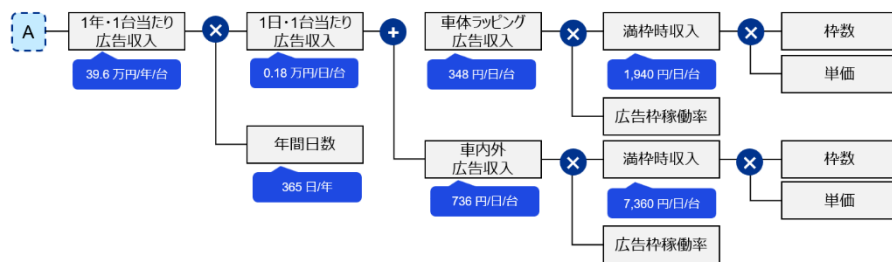 A
1年・1台当たり
広告収入
39.6 万円/年/台
1日・1台当たり
広告収入
0.18 万円/日/台
年間日数
365 日/年
車体ラッピング
広告収入
348 円/日/台
満枠時収入
1,940 円/日/台
枠数
単価
広告枠稼働率
車内外
広告収入
736 円/日/台
満枠時収入
7,360 円/日/台
枠数
単価
広告枠稼働率